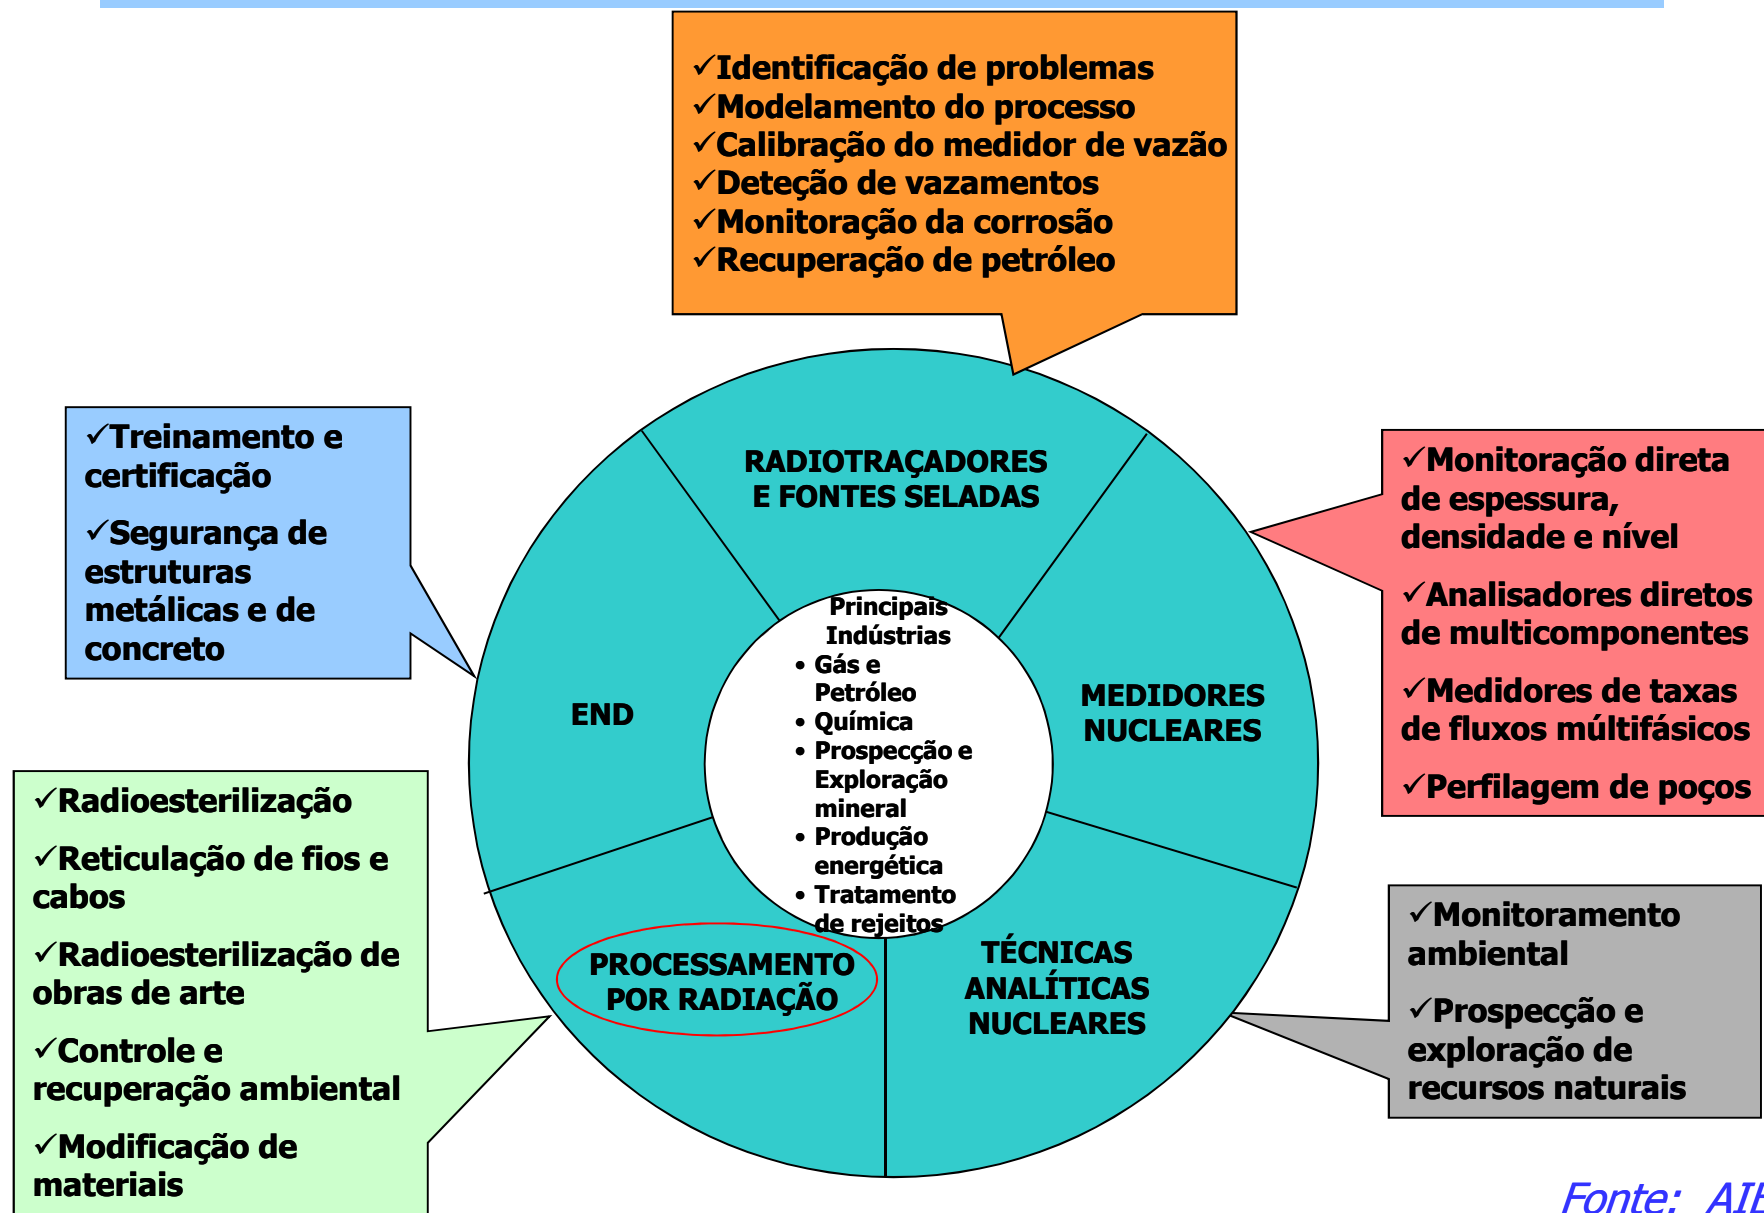 ✓Identificação de problemas
✓Modelamento do processo
✓Calibração do medidor de vazão
✓Deteção de vazamentos
✓Monitoração da corrosão
✓Recuperação de petróleo
✓Treinamento e
certificação
✓Segurança de
estruturas
metálicas e de
concreto
RADIOTRAÇADORES
E FONTES SELADAS
✓Monitoração direta
de espessura,
densidade e nível
✓Analisadores diretos
de multicomponentes
✓Medidores de taxas
de fluxos múltifásicos
✓Perfilagem de poços
END
Principais
Indústrias
• Gás e
Petróleo
• Química
• Prospecção e
Exploração
mineral
• Produção
energética
• Tratamento
de rejeitos
MEDIDORES
NUCLEARES
✓Radioesterilização
✓Reticulação de fios e
cabos
✓Radioesterilização de
obras de arte
✓Controle e
recuperação ambiental
✓Modificação de
materiais
PROCESSAMENTO
POR RADIAÇÃO
TÉCNICAS
ANALÍTICAS
NUCLEARES
✓Monitoramento
ambiental
✓Prospecção e
exploração de
recursos naturais
Fonte: